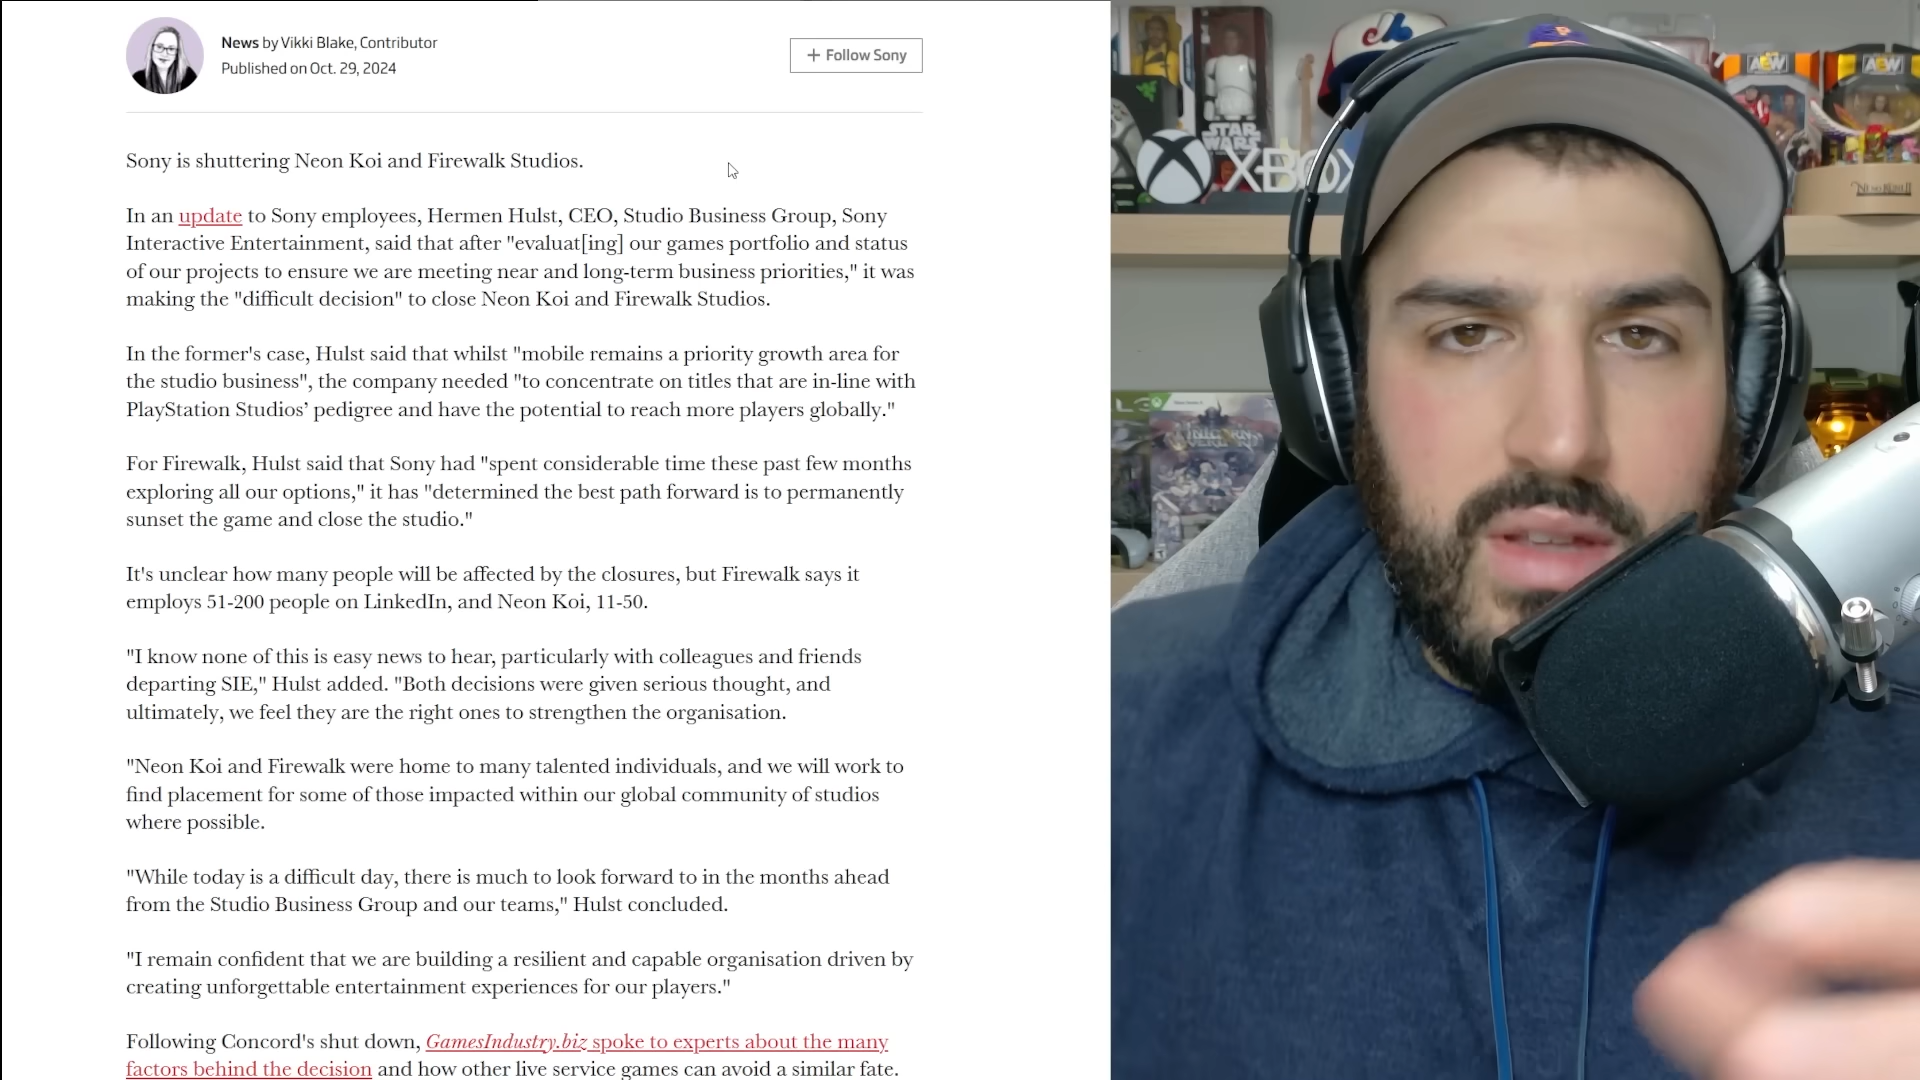 News by Vikki Blake, Contributor
Published on Oct. 29, 2024
+ Follow Sony
Sony is shuttering Neon Koi and Firewalk Studios.
In an update to Sony employees, Hermen Hulst, CEO, Studio Business Group, Sony
Interactive Entertainment, said that after "evaluat[ing] our games portfolio and status
of our projects to ensure we are meeting near and long-term business priorities," it was
making the "difficult decision" to close Neon Koi and Firewalk Studios.
In the former's case, Hulst said that whilst "mobile remains a priority growth area for
the studio business", the company needed "to concentrate on titles that are in-line with
PlayStation Studios’ pedigree and have the potential to reach more players globally."
For Firewalk, Hulst said that Sony had "spent considerable time these past few months
exploring all our options," it has "determined the best path forward is to permanently
sunset the game and close the studio."
It's unclear how many people will be affected by the closures, but Firewalk says it
employs 51-200 people on LinkedIn, and Neon Koi, 11-50.
"I know none of this is easy news to hear, particularly with colleagues and friends
departing SIE," Hulst added. "Both decisions were given serious thought, and
ultimately, we feel they are the right ones to strengthen the organisation.
"Neon Koi and Firewalk were home to many talented individuals, and we will work to
find placement for some of those impacted within our global community of studios
where possible.
"While today is a difficult day, there is much to look forward to in the months ahead
from the Studio Business Group and our teams," Hulst concluded.
"I remain confident that we are building a resilient and capable organisation driven by
creating unforgettable entertainment experiences for our players."
Following Concord's shut down, GamesIndustry.biz spoke to experts about the many
factors behind the decision and how other live service games can avoid a similar fate.
STAR
WARS
XBOX
AEW
AEW
NI NO KUNI II
UNICORN
OVERLORD